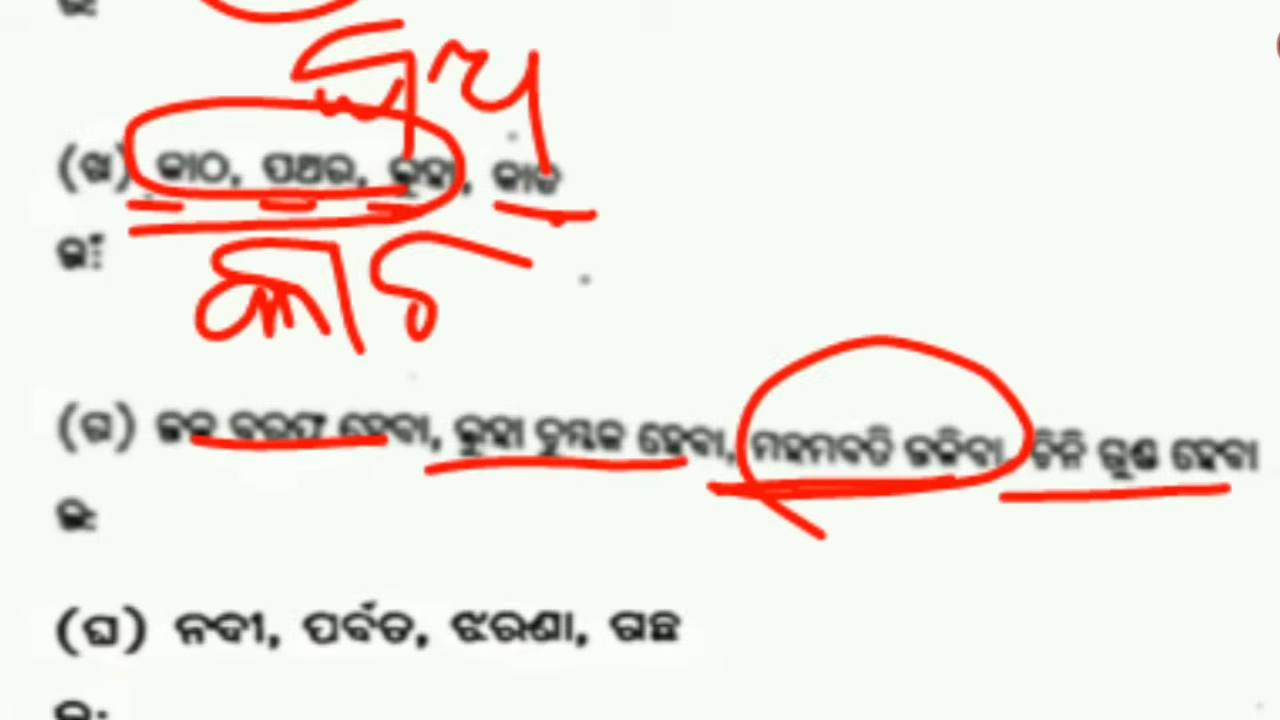 (ଖ) କାଠ, ପଥର, ଲୁହା, କାଚ
କାଚ
(ଗ) ଜଳ ବରଫ ହେବା, ଲୁହା ଚୁମ୍ବକ ହେବା, ମହମବତି ଜଳିବା ଚିନି ଗୁଣ୍ଡ ହେବା
ଉ:
(ଘ) ନଦୀ, ପର୍ବତ, ଝରଣା, ଗଛ